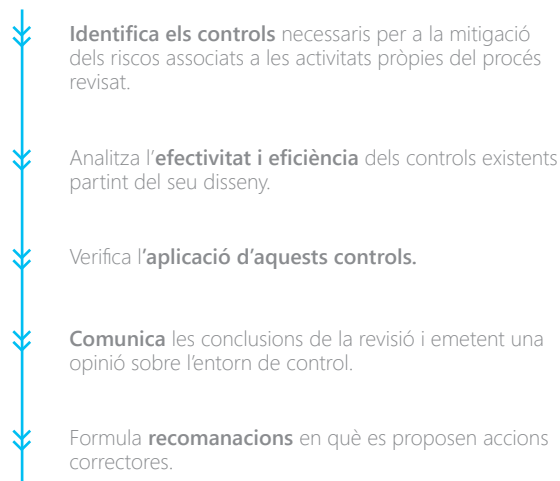 Identifica els controls necessaris per a la mitigació
dels riscos associats a les activitats pròpies del procés
revisat.
Analitza l'efectivitat i eficiència dels controls existents
partint del seu disseny.
Verifica l'aplicació d'aquests controls.
Comunica les conclusions de la revisió i emetent una
opinió sobre l'entorn de control.
Formula recomanacions en què es proposen accions
correctores.